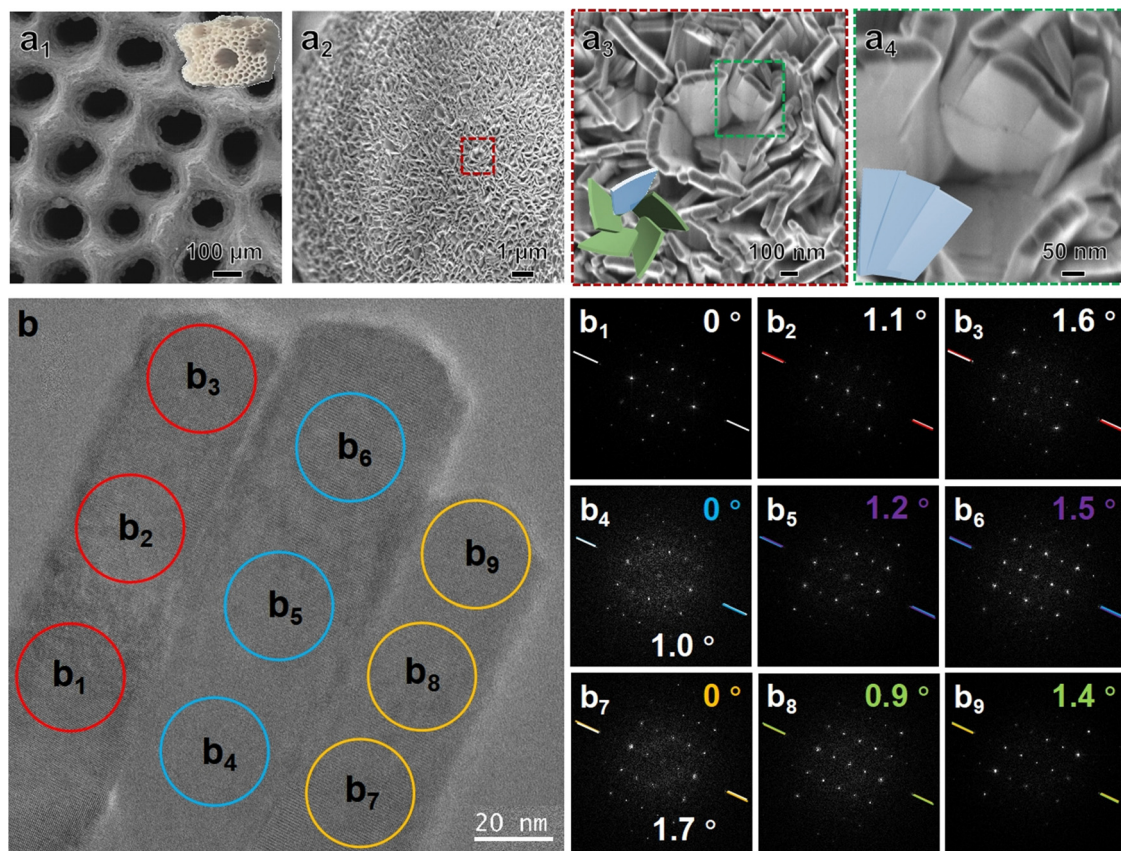 a1
a2
a3
a4
100 μm
1 μm
100 nm
50 nm
b
b3
b6
b2
b9
b5
b8
b1
b4
b7
20 nm
b1 0 °
b2 1.1 °
b3 1.6 °
b4 0 °
1.0 °
b5 1.2 °
b6 1.5 °
b7 0 °
1.7 °
b8 0.9 °
b9 1.4 °